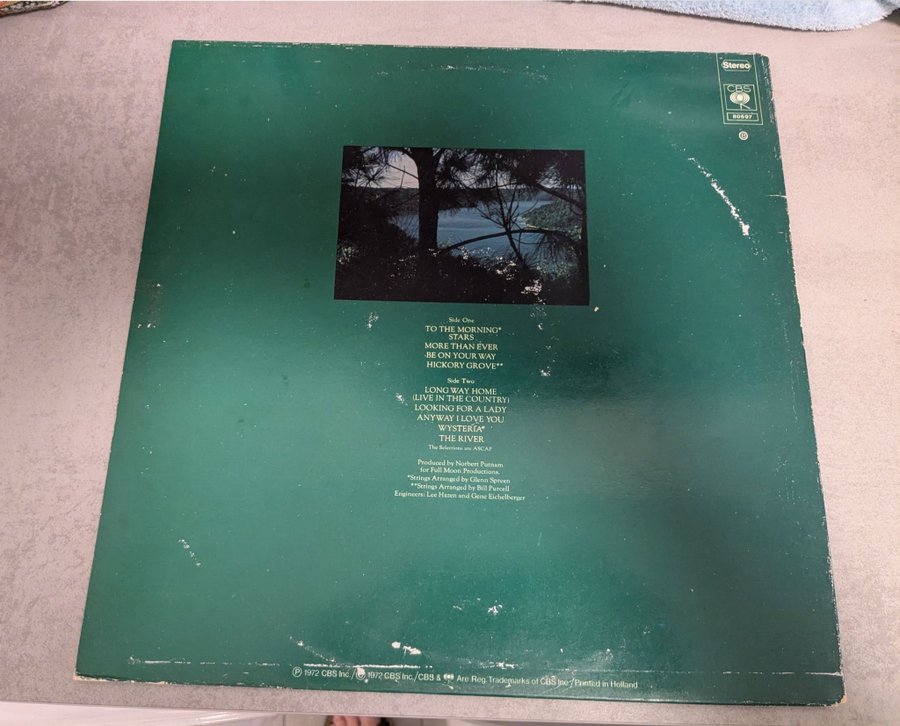 Stereo
CBS
80697
Side One
TO THE MORNING*
STARS
MORE THAN EVER
BE ON YOUR WAY
HICKORY GROVE**
Side Two
LONG WAY HOME
(LIVE IN THE COUNTRY)
LOOKING FOR A LADY
ANYWAY I LOVE YOU
WYSTERIA*
THE RIVER
The Selections are ASCAP
Produced by Norbert Putnam
for Full Moon Productions.
*Strings Arranged by Glenn Spreen
**Strings Arranged by Bill Purcell
Engineers: Lee Hazen and Gene Eichelberger
℗ 1972 CBS Inc./© 1972 CBS Inc./CBS & Are Reg. Trademarks of CBS Inc./Printed in Holland